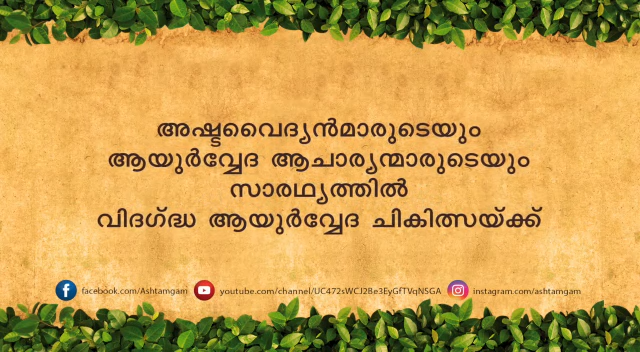 അഷ്ടവൈദ്യൻമാരുടെയും
ആയുർവ്വേദ ആചാര്യന്മാരുടെയും
സാരഥ്യത്തിൽ
വിദഗ്ദ്ധ ആയുർവ്വേദ ചികിത്സയ്ക്ക്
facebook.com/Ashtamgam youtube.com/channel/UC472sWCJ2Be3EyGfTVqNSGA instagram.com/ashtamgam